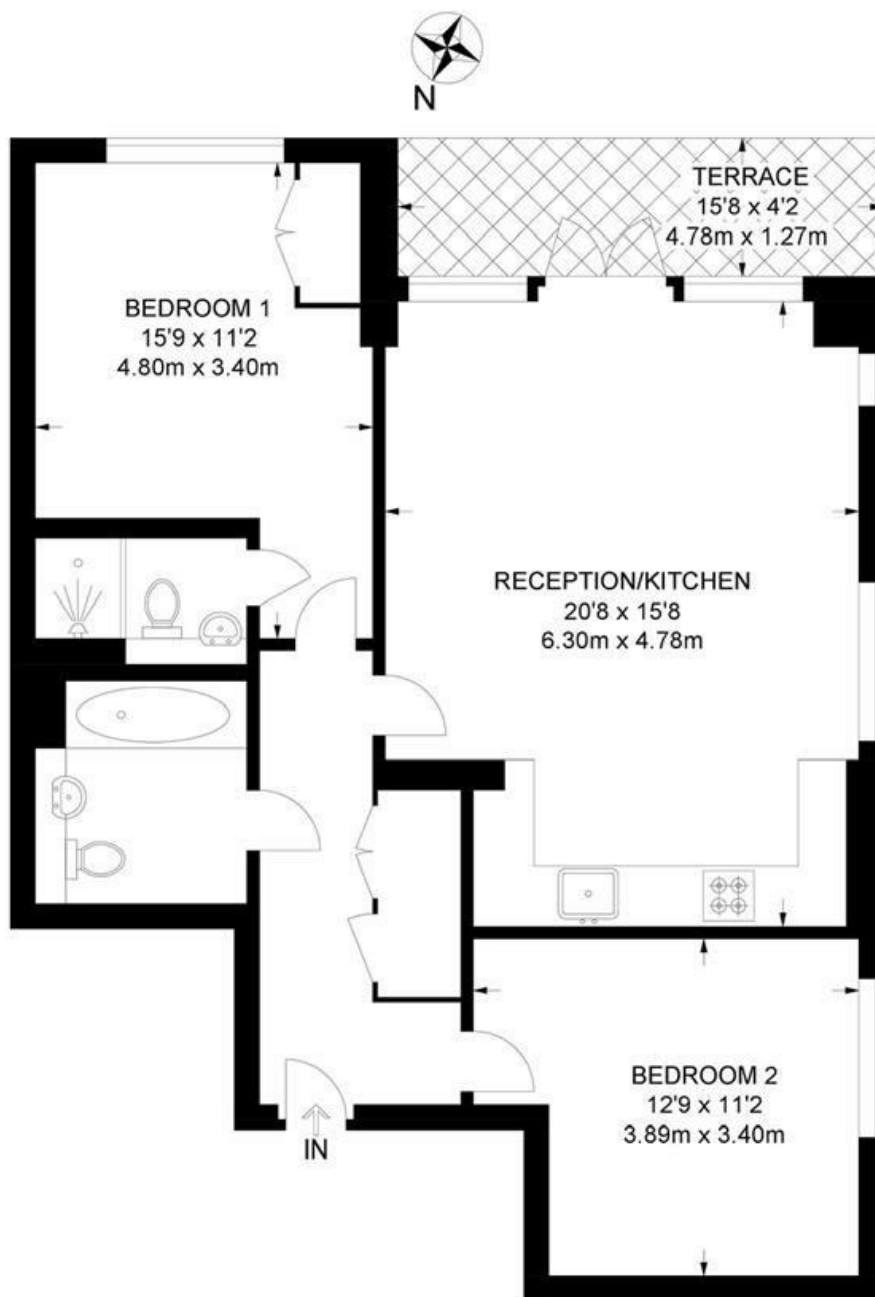 N
TERRACE
15'8 x 4'2
4.78m x 1.27m
BEDROOM 1
15'9 x 11'2
4.80m x 3.40m
RECEPTION/KITCHEN
20'8 x 15'8
6.30m x 4.78m
BEDROOM 2
12'9 x 11'2
3.89m x 3.40m
IN